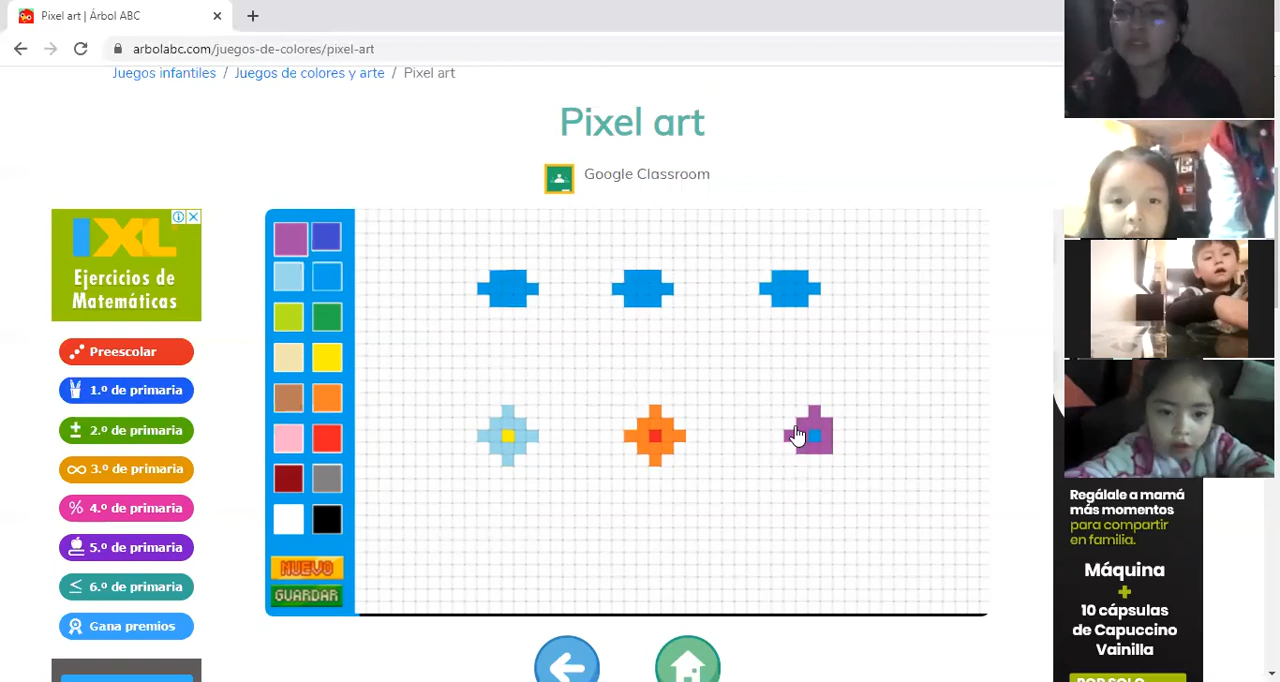 Pixel art | Árbol ABC
arbolabc.com/juegos-de-colores/pixel-art
Juegos infantiles / Juegos de colores y arte / Pixel art
Pixel art
Google Classroom
IXL
Ejercicios de
Matemáticas
Preescolar
1.º de primaria
2.º de primaria
3.º de primaria
4.º de primaria
5.º de primaria
6.º de primaria
Gana premios
NUEVO
GUARDAR
Regálale a mamá
más momentos
para compartir
en familia.
Máquina
+
10 cápsulas
de Capuccino
Vainilla
POR SOLO